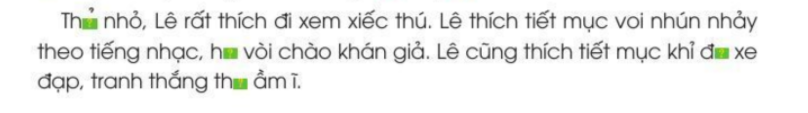 Th?̉ nhỏ, Lê rất thích đi xem xiếc thú. Lê thích tiết mục voi nhún nhảy
theo tiếng nhạc, h? vòi chào khán giả. Lê cũng thích tiết mục khỉ đ? xe
đạp, tranh thắng th? ầm ĩ.